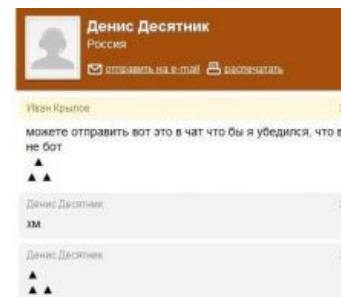 Денис Десятник
Россия
отправить на e-mail распечатать
Иван Крылов
можете отправить вот это в чат что бы я убедился, что в
не бот
▲
▲ ▲
Денис Десятник
хм.
Денис Десятник
▲
▲ ▲